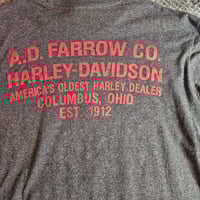 A.D. FARROW CO.
HARLEY-DAVIDSON
AMERICA'S OLDEST HARLEY DEALER
COLUMBUS, OHIO
EST. 1912